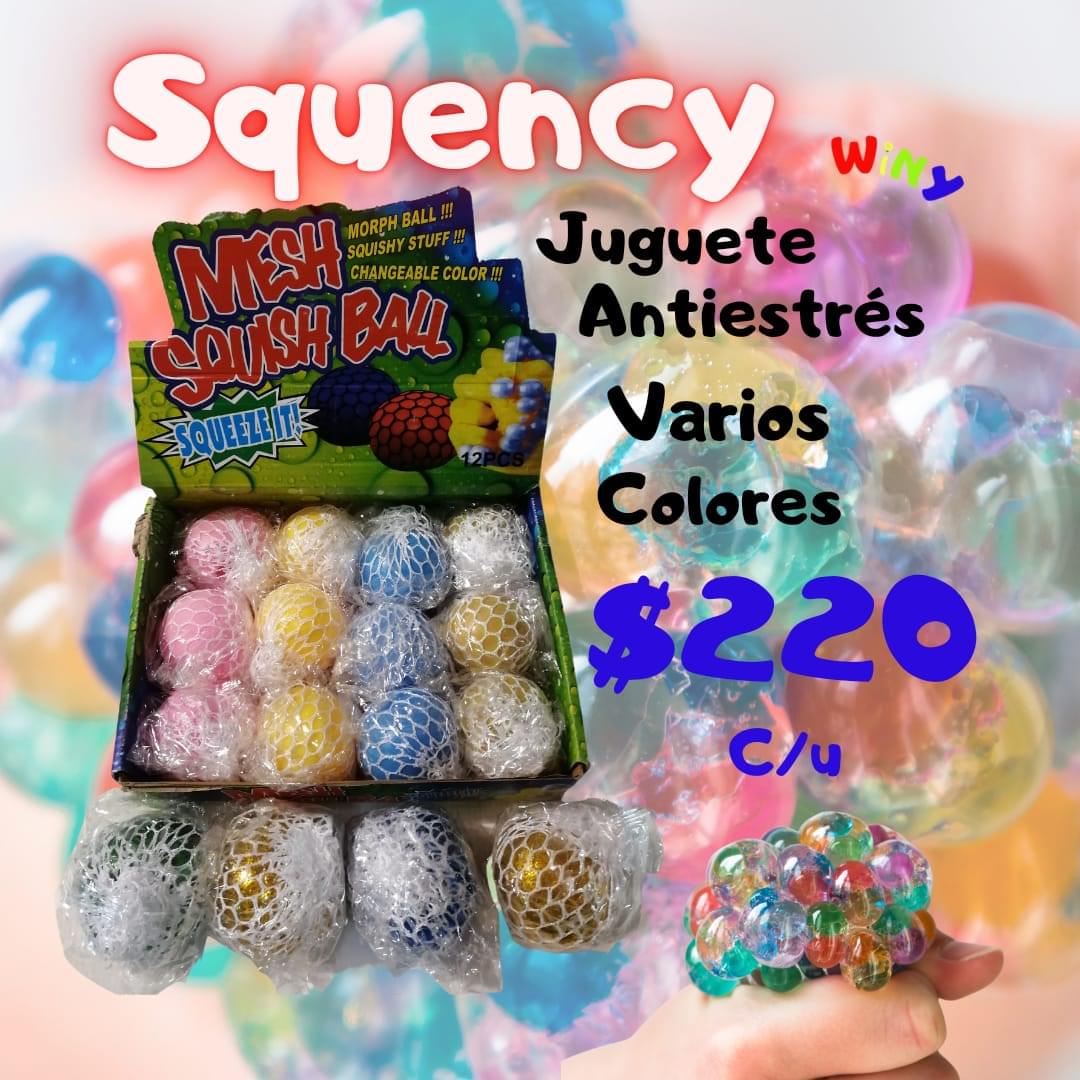 Squency
WiNy
MORPH BALL !!!
SQUISHY STUFF !!!
CHANGEABLE COLOR !!!
MESH
SQUISH BALL
SQUEEZE IT!
12PCS
Juguete
Antiestrés
Varios
Colores
$220
C/u